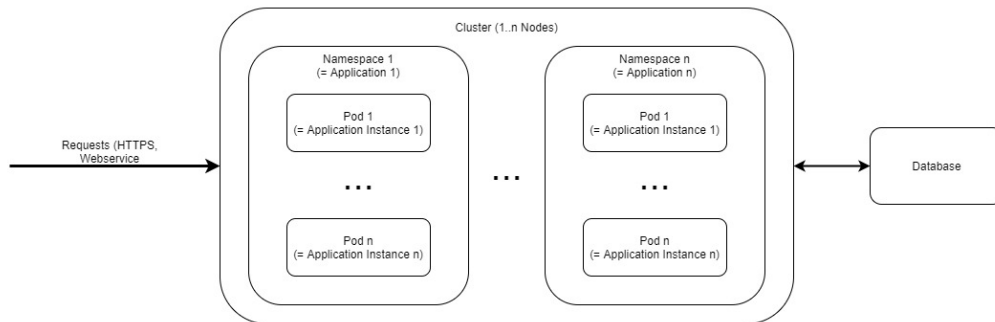 Cluster (1..n Nodes)
Namespace 1
(= Application 1)
Pod 1
(= Application Instance 1)
...
Pod n
(= Application Instance n)
...
Namespace n
(= Application n)
Pod 1
(= Application Instance 1)
...
Pod n
(= Application Instance n)
Requests (HTTPS,
Webservice
Database